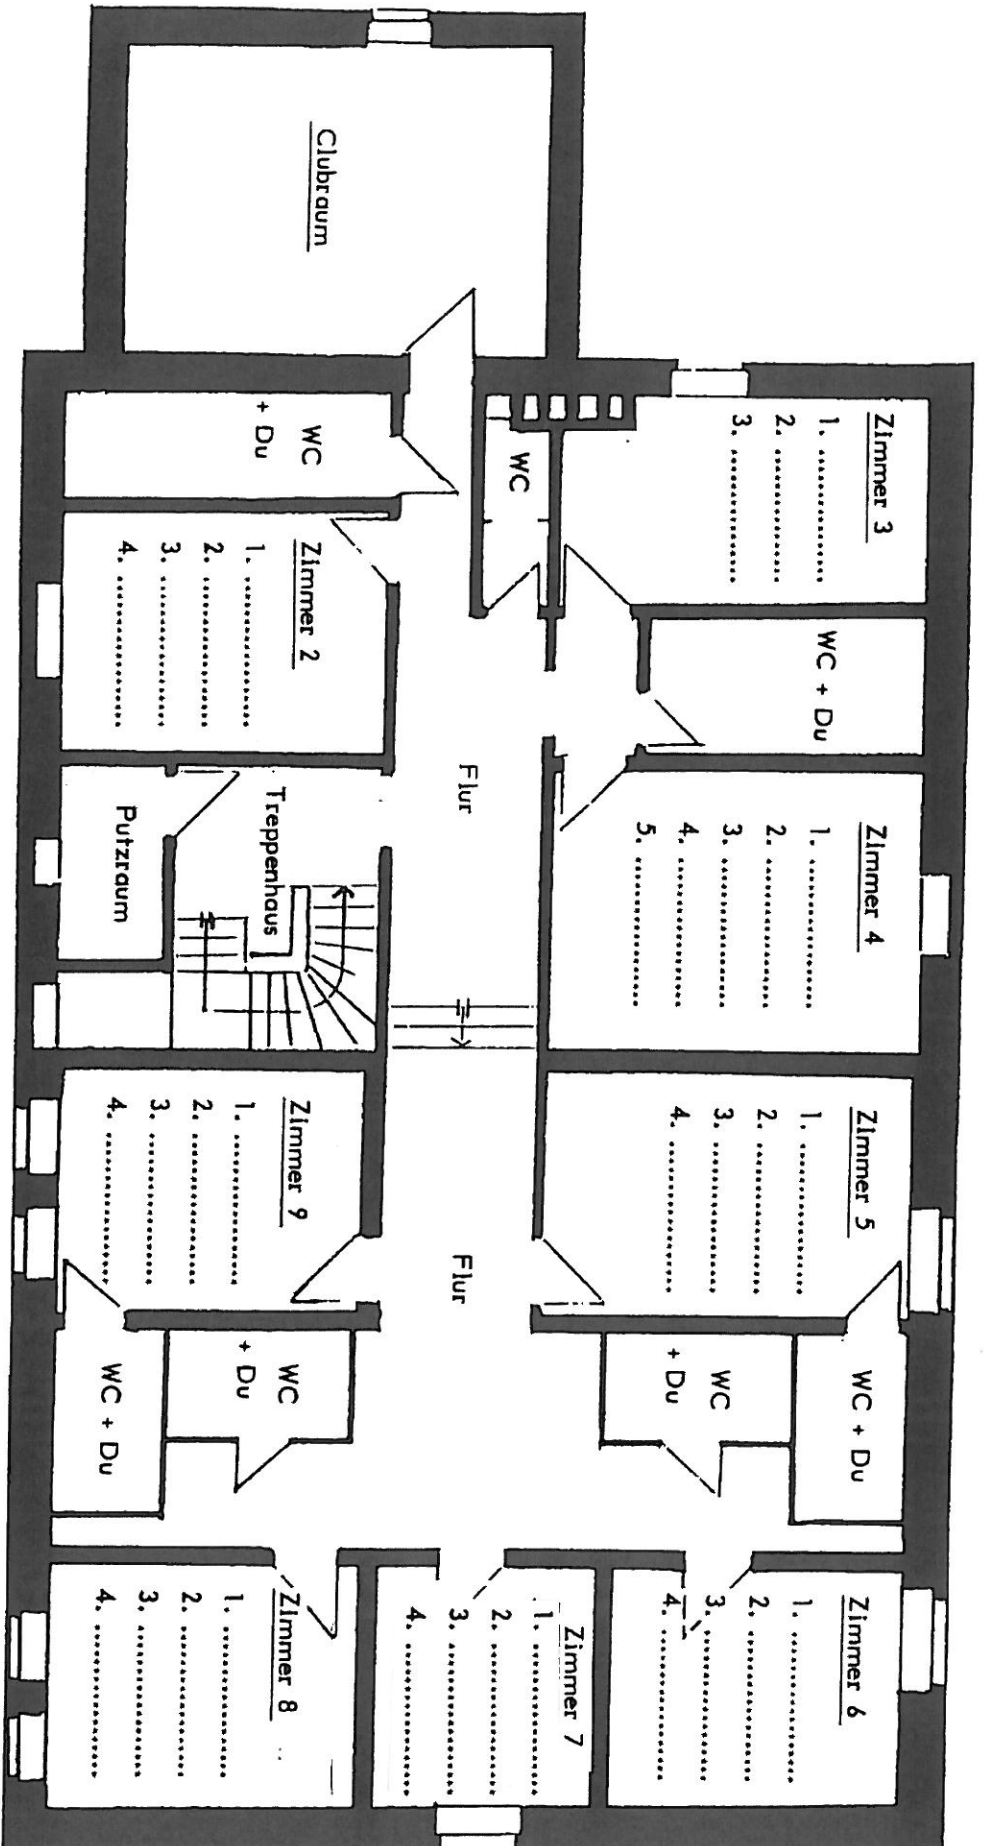 Zimmer 3
1. ................
2. ................
3. ................
WC + Du
Zimmer 4
1. ................
2. ................
3. ................
4. ................
5. ................
Zimmer 5
1. ................
2. ................
3. ................
4. ................
WC + Du
WC
+ Du
Zimmer 6
1. ................
2. ................
3. ................
4. ................
Clubraum
WC
Flur
Flur
Zimmer 7
1. ................
2. ................
3. ................
4. ................
WC
+ Du
Zimmer 2
1. ................
2. ................
3. ................
4. ................
Treppenhaus
Putzraum
Zimmer 9
1. ................
2. ................
3. ................
4. ................
WC
+ Du
WC + Du
Zimmer 8
1. ................
2. ................
3. ................
4. ................